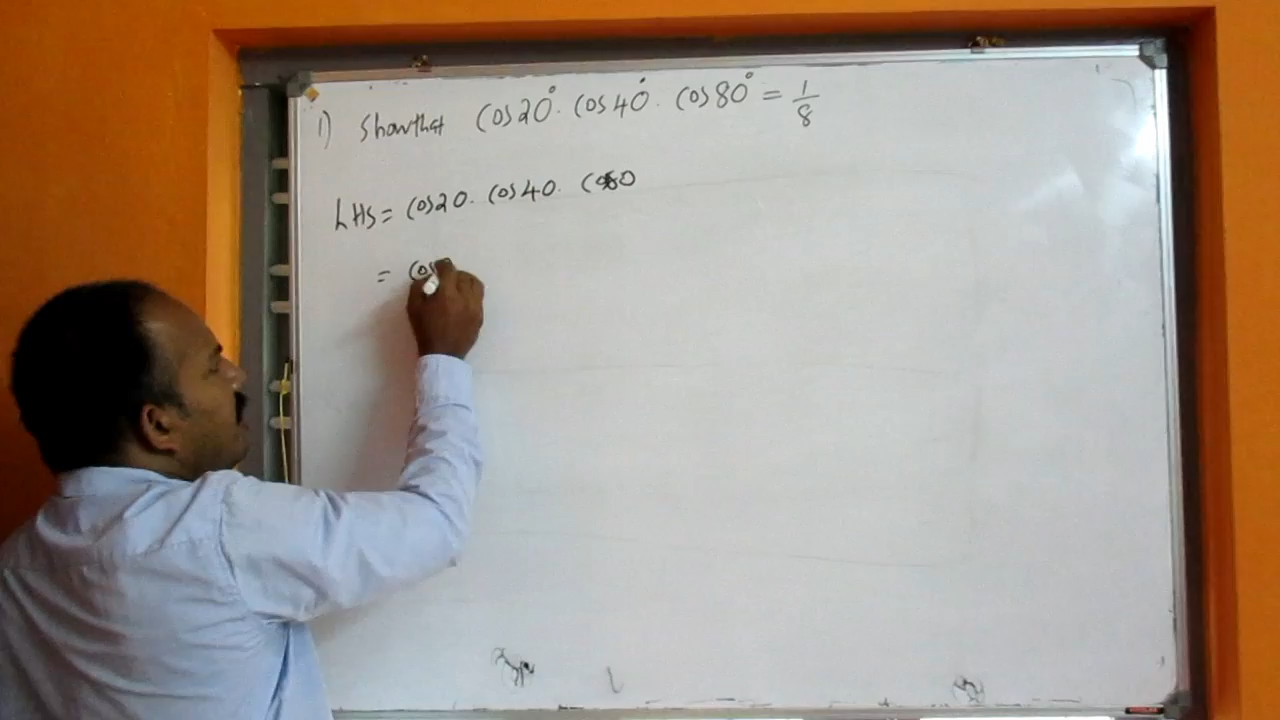 1) Show that cos20°. cos40°. cos80° = 1/8
LHS = cos20. cos40. cos80
= cos